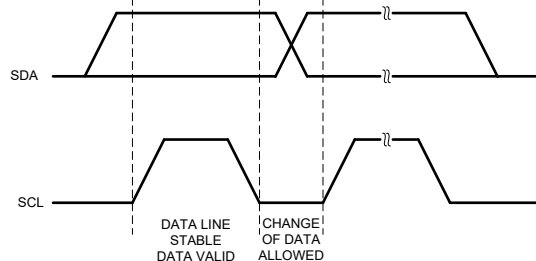 SDA
SCL
DATA LINE
STABLE
DATA VALID
CHANGE
OF DATA
ALLOWED